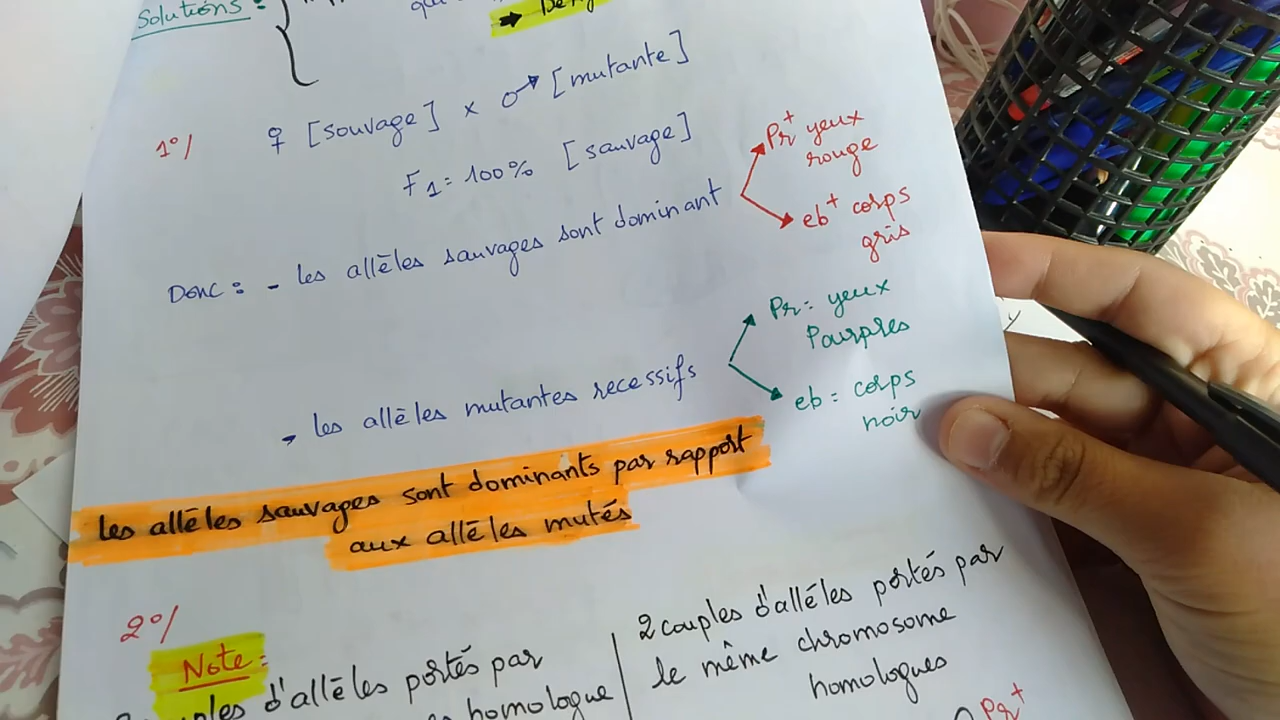 Solutions :
qu
1°/
♀ [sauvage] x ♂ [mutante]
F1 = 100% [sauvage]
Donc : - les allèles sauvages sont dominant
Pr+ yeux
rouge
eb+ corps
gris
- les allèles mutantes recessifs
Pr = yeux
Pourpres
eb = corps
noir
les allèles sauvages sont dominants par rapport
aux allèles mutés
2°/
Note :
d'allèles portés par
homologue
2 couples d'allèles portés par
le même chromosome
homologues
Pr+